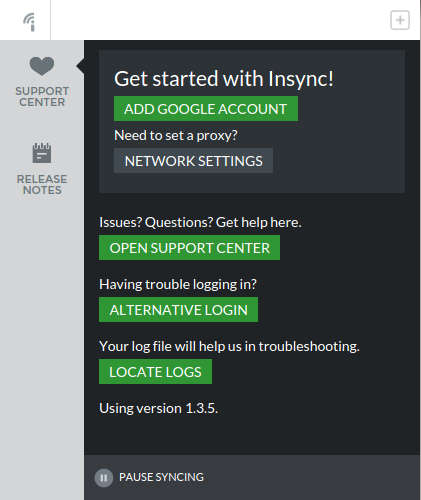 SUPPORT
CENTER
RELEASE
NOTES
Get started with Insync!
ADD GOOGLE ACCOUNT
Need to set a proxy?
NETWORK SETTINGS
Issues? Questions? Get help here.
OPEN SUPPORT CENTER
Having trouble logging in?
ALTERNATIVE LOGIN
Your log file will help us in troubleshooting.
LOCATE LOGS
Using version 1.3.5.
PAUSE SYNCING